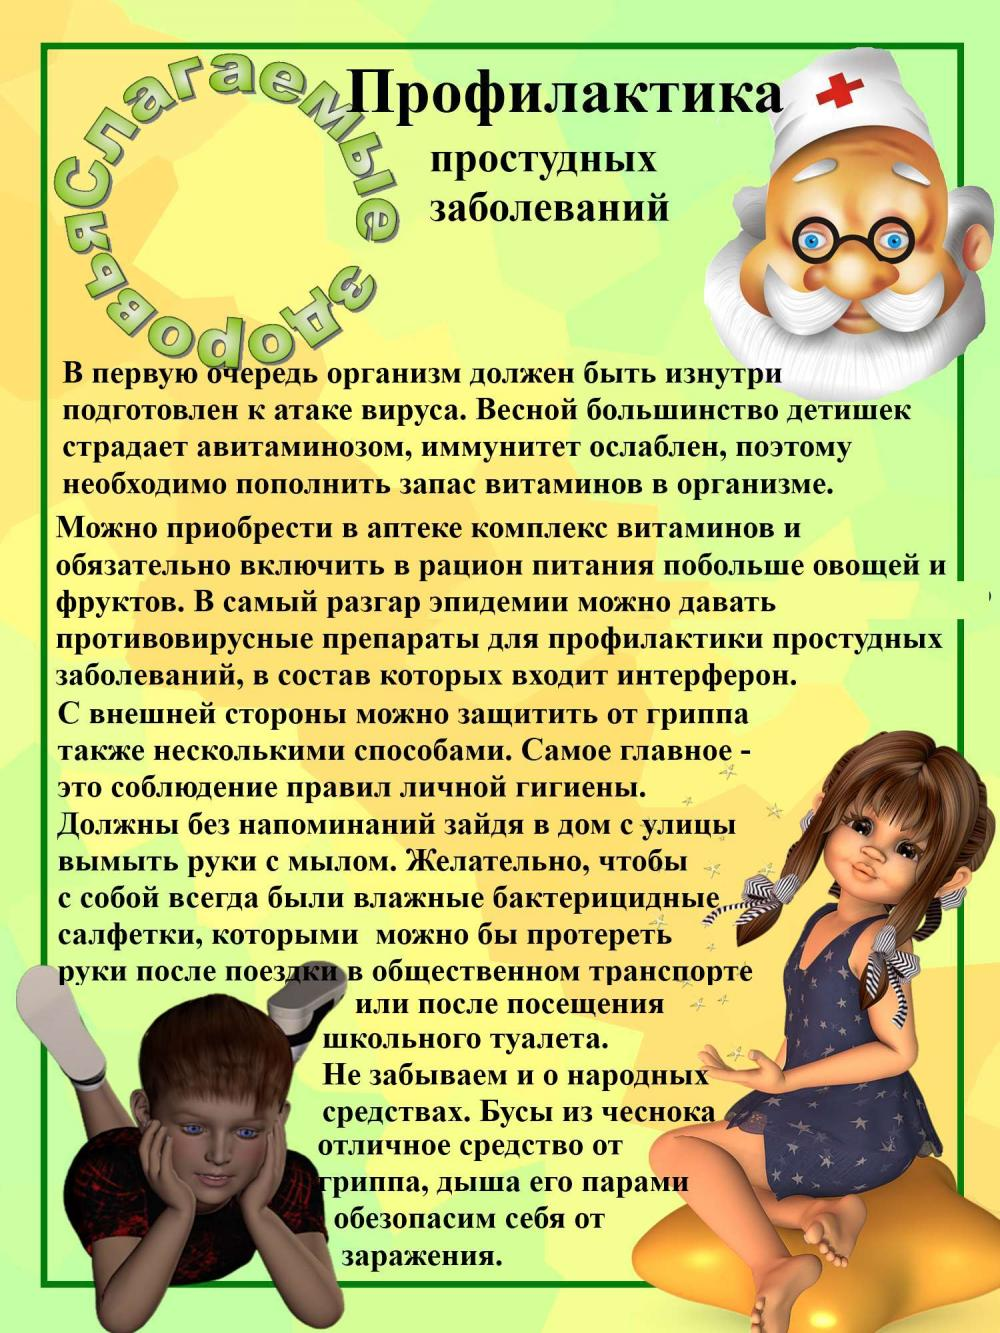 Слагаемые здоровья
Профилактика
простудных
заболеваний
В первую очередь организм должен быть изнутри
подготовлен к атаке вируса. Весной большинство детишек
страдает авитаминозом, иммунитет ослаблен, поэтому
необходимо пополнить запас витаминов в организме.
Можно приобрести в аптеке комплекс витаминов и
обязательно включить в рацион питания побольше овощей и
фруктов. В самый разгар эпидемии можно давать
противовирусные препараты для профилактики простудных
заболеваний, в состав которых входит интерферон.
С внешней стороны можно защитить от гриппа
также несколькими способами. Самое главное -
это соблюдение правил личной гигиены.
Должны без напоминаний зайдя в дом с улицы
вымыть руки с мылом. Желательно, чтобы
с собой всегда были влажные бактерицидные
салфетки, которыми можно бы протереть
руки после поездки в общественном транспорте
или после посещения
школьного туалета.
Не забываем и о народных
средствах. Бусы из чеснока
отличное средство от
гриппа, дыша его парами
обезопасим себя от
заражения.